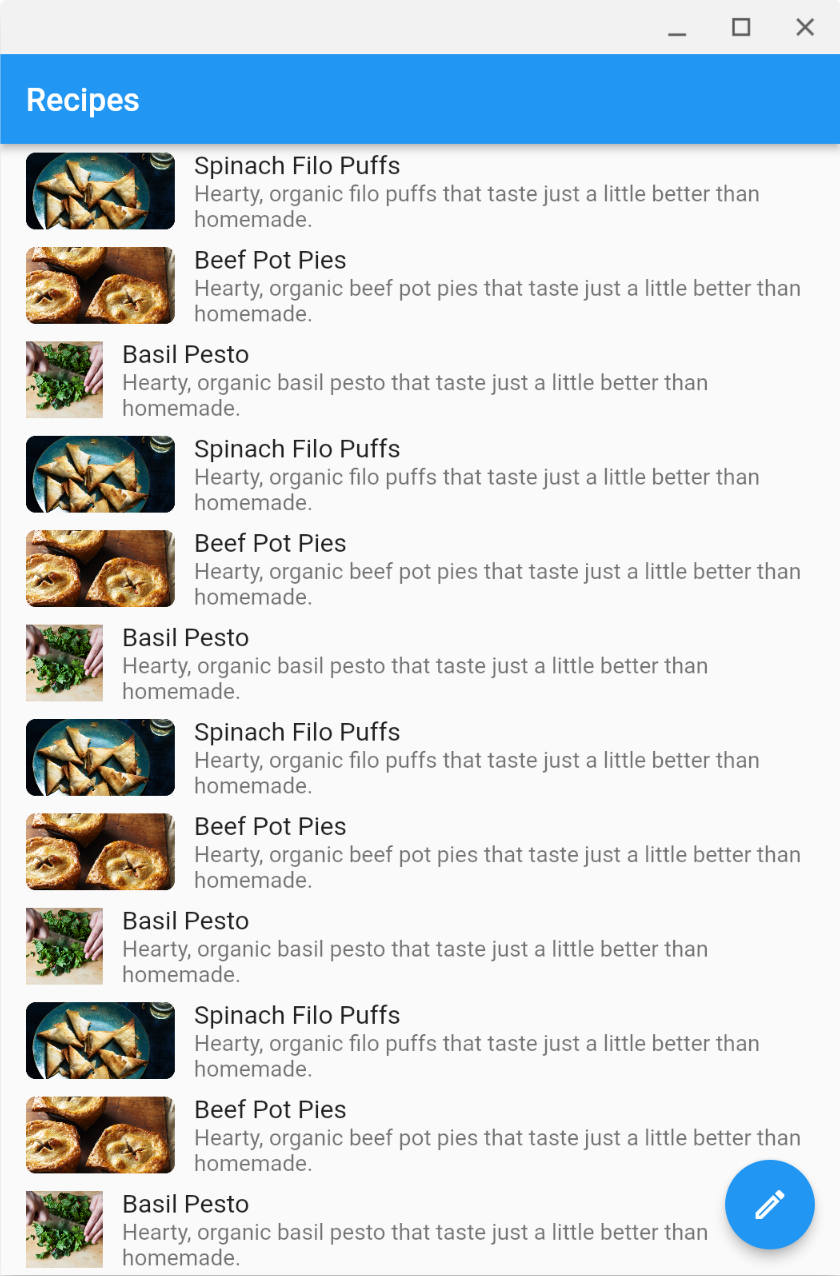 Recipes
Spinach Filo Puffs
Hearty, organic filo puffs that taste just a little better than
homemade.
Beef Pot Pies
Hearty, organic beef pot pies that taste just a little better than
homemade.
Basil Pesto
Hearty, organic basil pesto that taste just a little better than
homemade.
Spinach Filo Puffs
Hearty, organic filo puffs that taste just a little better than
homemade.
Beef Pot Pies
Hearty, organic beef pot pies that taste just a little better than
homemade.
Basil Pesto
Hearty, organic basil pesto that taste just a little better than
homemade.
Spinach Filo Puffs
Hearty, organic filo puffs that taste just a little better than
homemade.
Beef Pot Pies
Hearty, organic beef pot pies that taste just a little better than
homemade.
Basil Pesto
Hearty, organic basil pesto that taste just a little better than
homemade.
Spinach Filo Puffs
Hearty, organic filo puffs that taste just a little better than
homemade.
Beef Pot Pies
Hearty, organic beef pot pies that taste just a little better than
homemade.
Basil Pesto
Hearty, organic basil pesto that taste just a little better than
homemade.